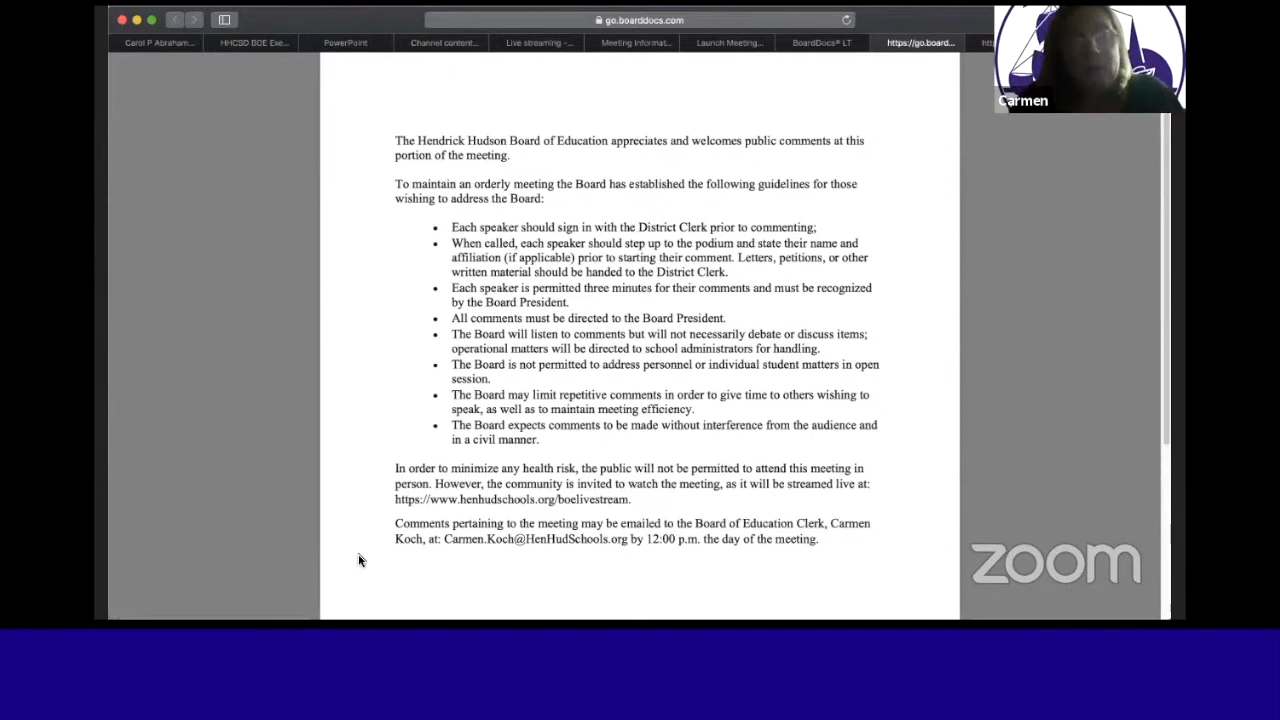 go.boarddocs.com
Carol P Abraham...
HHCSD BOE Exe...
PowerPoint
Channel content...
Live streaming -...
Meeting Informat...
Launch Meeting...
BoardDocs® LT
https://go.board...
Carmen
The Hendrick Hudson Board of Education appreciates and welcomes public comments at this
portion of the meeting.
To maintain an orderly meeting the Board has established the following guidelines for those
wishing to address the Board:
• Each speaker should sign in with the District Clerk prior to commenting;
• When called, each speaker should step up to the podium and state their name and
affiliation (if applicable) prior to starting their comment. Letters, petitions, or other
written material should be handed to the District Clerk.
• Each speaker is permitted three minutes for their comments and must be recognized
by the Board President.
• All comments must be directed to the Board President.
• The Board will listen to comments but will not necessarily debate or discuss items;
operational matters will be directed to school administrators for handling.
• The Board is not permitted to address personnel or individual student matters in open
session.
• The Board may limit repetitive comments in order to give time to others wishing to
speak, as well as to maintain meeting efficiency.
• The Board expects comments to be made without interference from the audience and
in a civil manner.
In order to minimize any health risk, the public will not be permitted to attend this meeting in
person. However, the community is invited to watch the meeting, as it will be streamed live at:
https://www.henhudschools.org/boelivestream.
Comments pertaining to the meeting may be emailed to the Board of Education Clerk, Carmen
Koch, at: Carmen.Koch@HenHudSchools.org by 12:00 p.m. the day of the meeting.
zoom